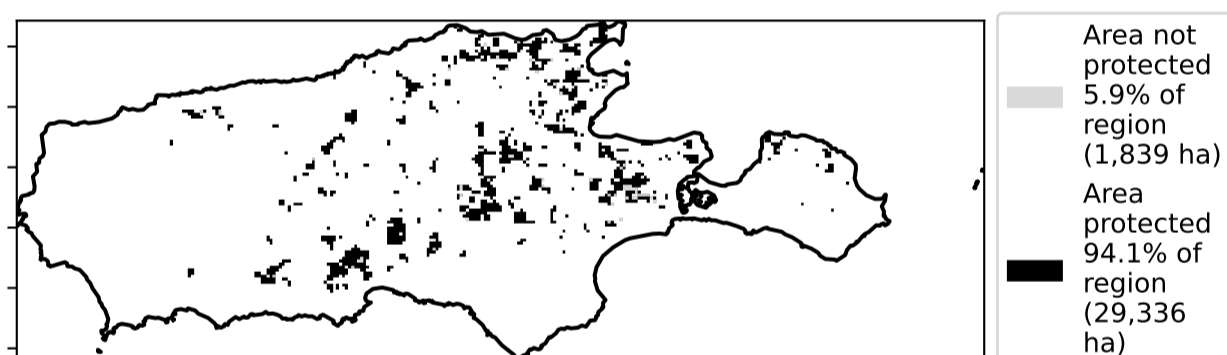 Area not
protected
5.9% of
region
(1,839 ha)
Area
protected
94.1% of
region
(29,336
ha)